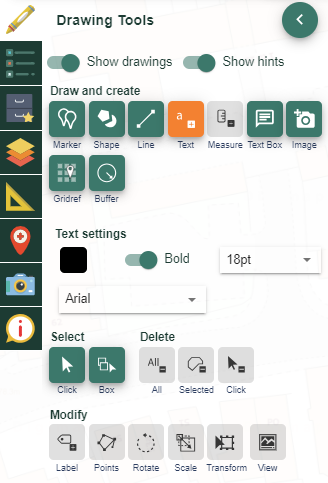 Drawing Tools
Show drawings Show hints
Draw and create
a
Marker Shape Line Text Measure Text Box Image
Gridref Buffer
Text settings
Bold 18pt
Arial
Select Delete
All
Click Box All Selected Click
Modify
Label Points Rotate Scale Transform View